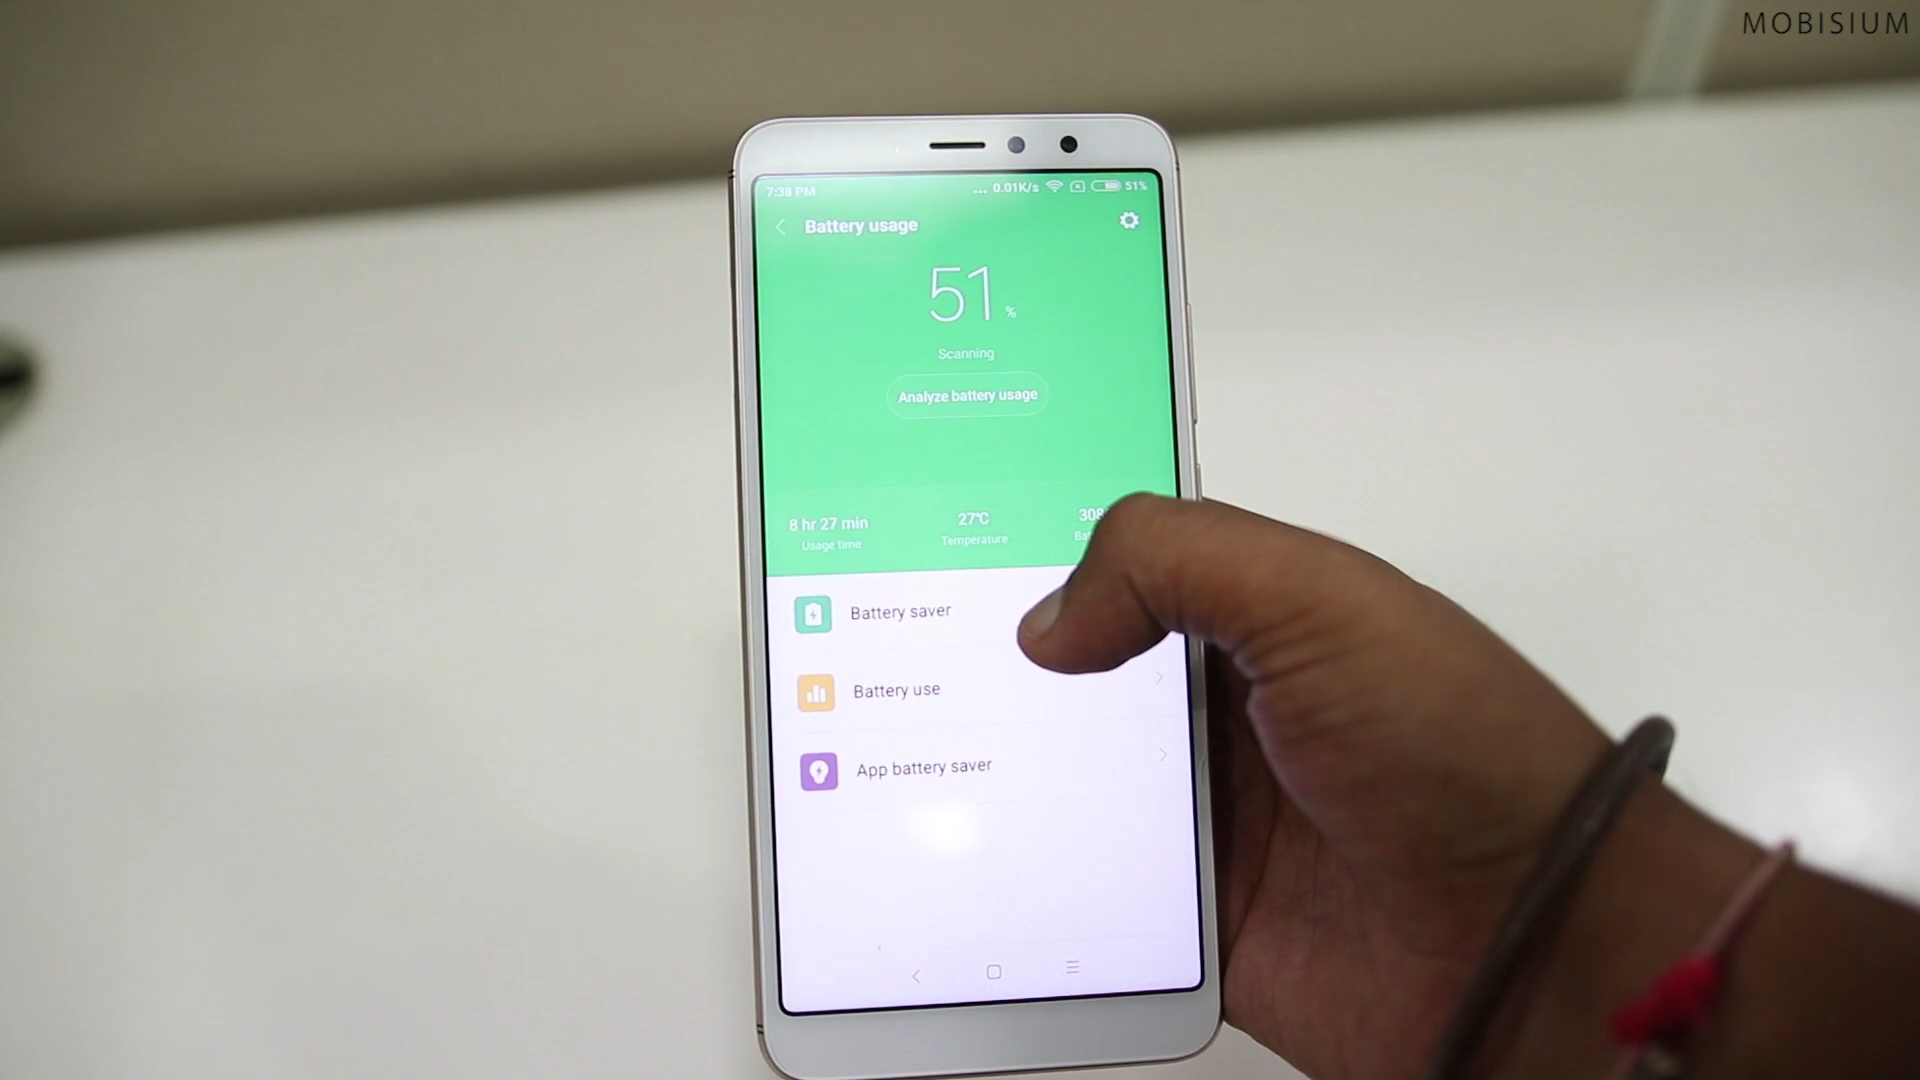 MOBISIUM
7:38 PM ... 0.01K/s 51%
Battery usage
51 %
Scanning
Analyze battery usage
8 hr 27 min 27°C
Usage time Temperature
Battery saver
Battery use
App battery saver